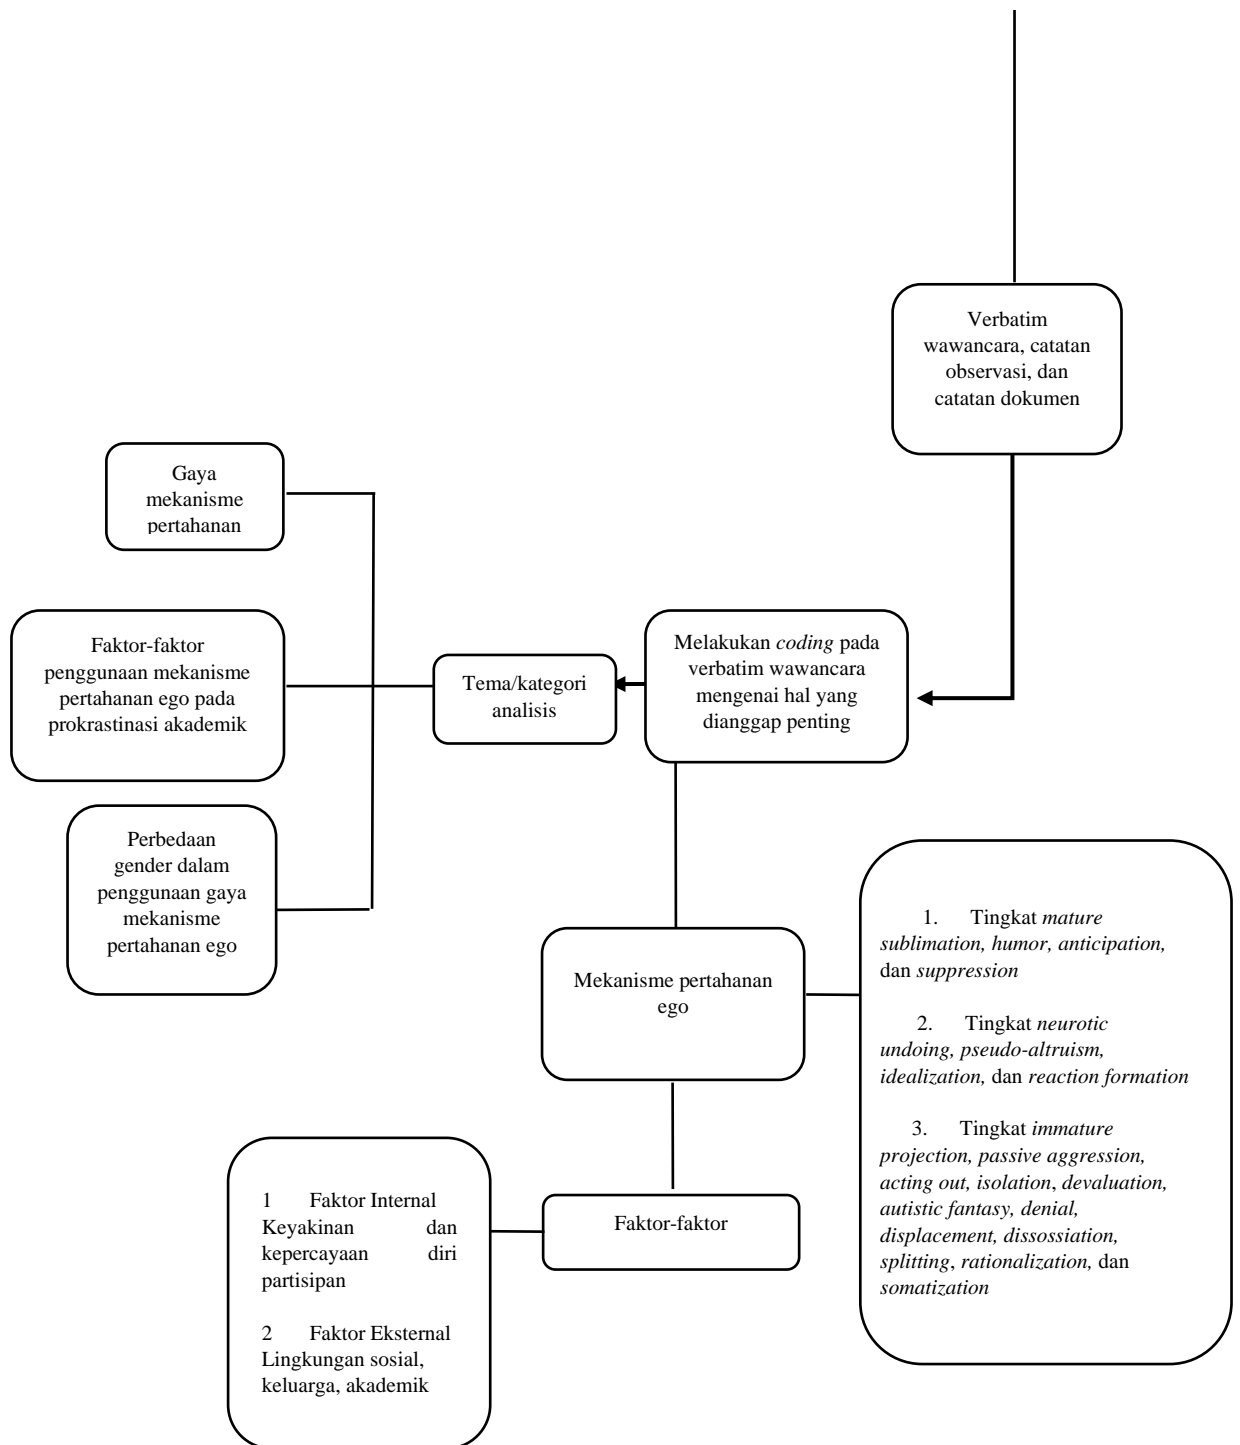 Verbatim
wawancara, catatan
observasi, dan
catatan dokumen
Gaya
mekanisme
pertahanan
Faktor-faktor
penggunaan mekanisme
pertahanan ego pada
prokrastinasi akademik
Tema/kategori
analisis
Melakukan coding pada
verbatim wawancara
mengenai hal yang
dianggap penting
Perbedaan
gender dalam
penggunaan gaya
mekanisme
pertahanan ego
Mekanisme pertahanan
ego
1. Tingkat mature
sublimation, humor, anticipation,
dan suppression
2. Tingkat neurotic
undoing, pseudo-altruism,
idealization, dan reaction formation
3. Tingkat immature
projection, passive aggression,
acting out, isolation, devaluation,
autistic fantasy, denial,
displacement, dissossiation,
splitting, rationalization, dan
somatization
Faktor-faktor
1 Faktor Internal
Keyakinan dan
kepercayaan diri
partisipan
2 Faktor Eksternal
Lingkungan sosial,
keluarga, akademik